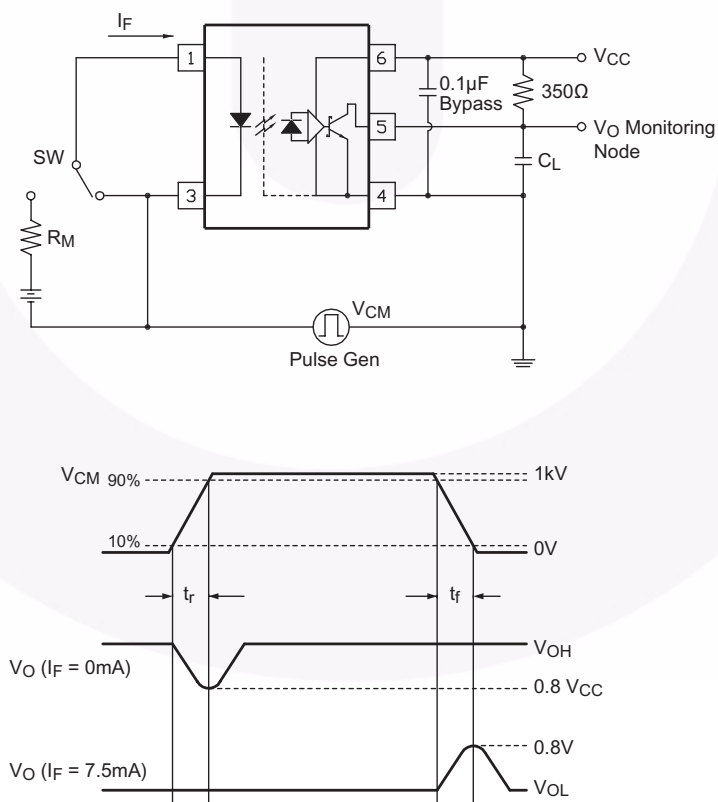 IF
1
6
VCC
0.1µF
Bypass
350Ω
5
VO Monitoring
Node
SW
CL
3
4
RM
VCM
Pulse Gen
VCM 90%
1kV
10%
0V
tr
tf
VOH
VO (IF = 0mA)
0.8 VCC
0.8V
VO (IF = 7.5mA)
VOL